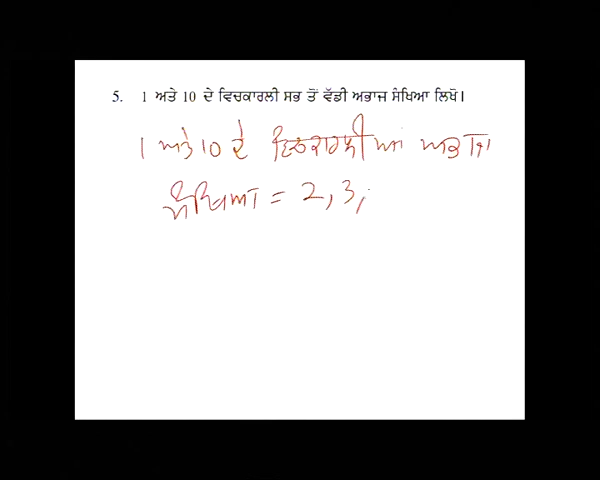 5. 1 ਅਤੇ 10 ਦੇ ਵਿਚਕਾਰਲੀ ਸਭ ਤੋਂ ਵੱਡੀ ਅਭਾਜ ਸੰਖਿਆ ਲਿਖੋ।
1 ਅਤੇ 10 ਦੇ ਵਿਚਕਾਰਲੀਆਂ ਅਭਾਜ
ਸੰਖਿਆ = 2, 3,